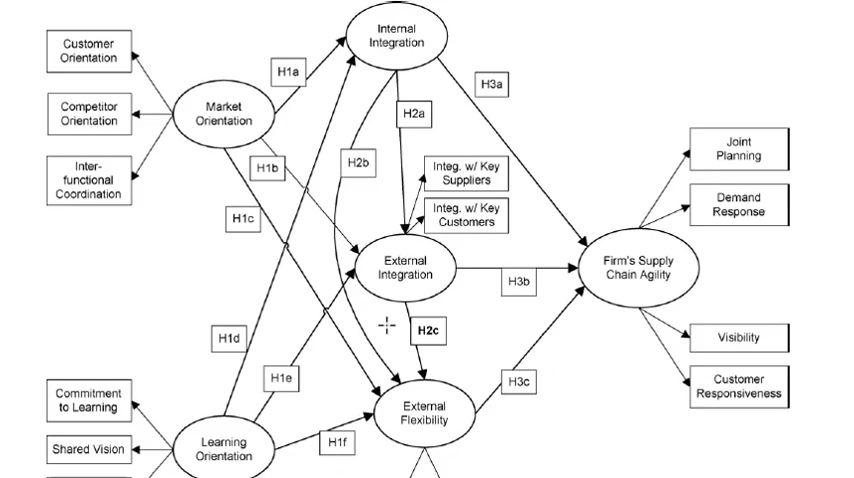 Internal
Integration
Customer
Orientation
H1a
H3a
Market
Orientation
Competitor
Orientation
H2a
Joint
Planning
Inter-
functional
Coordination
H1b
H2b
Integ. w/ Key
Suppliers
Demand
Response
H1c
Integ. w/ Key
Customers
External
Integration
H3b
Firm's Supply
Chain Agility
H1d
H2c
Visibility
H1e
H3c
Customer
Responsiveness
Commitment
to Learning
External
Flexibility
Shared Vision
Learning
Orientation
H1f